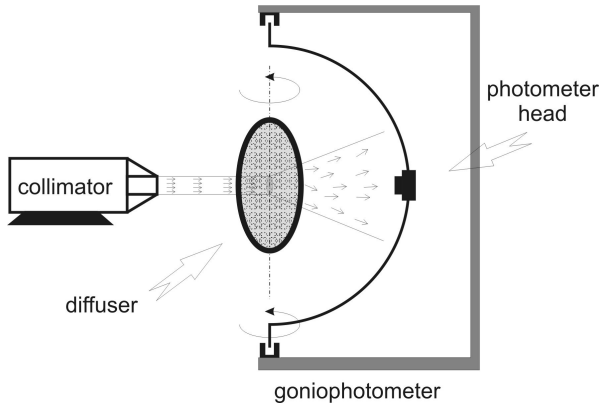 photometer
head
collimator
diffuser
goniophotometer